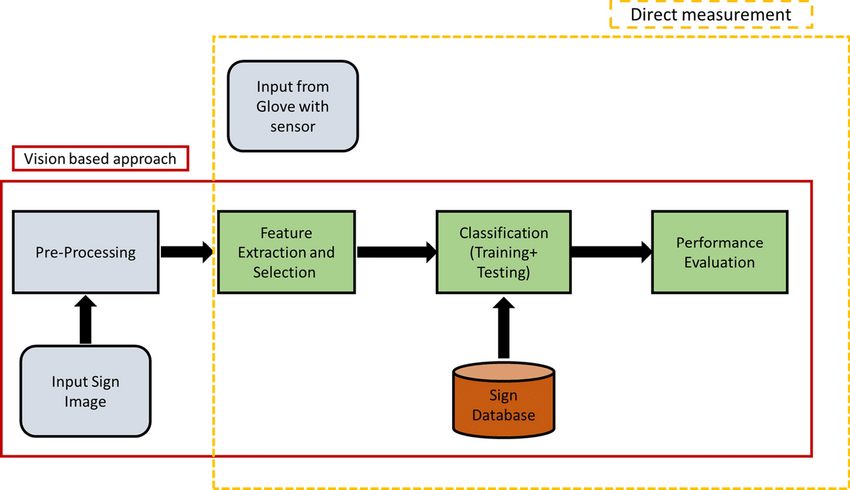 Direct measurement
Input from
Glove with
sensor
Vision based approach
Pre-Processing
Feature
Extraction and
Selection
Classification
(Training+
Testing)
Performance
Evaluation
Input Sign
Image
Sign
Database